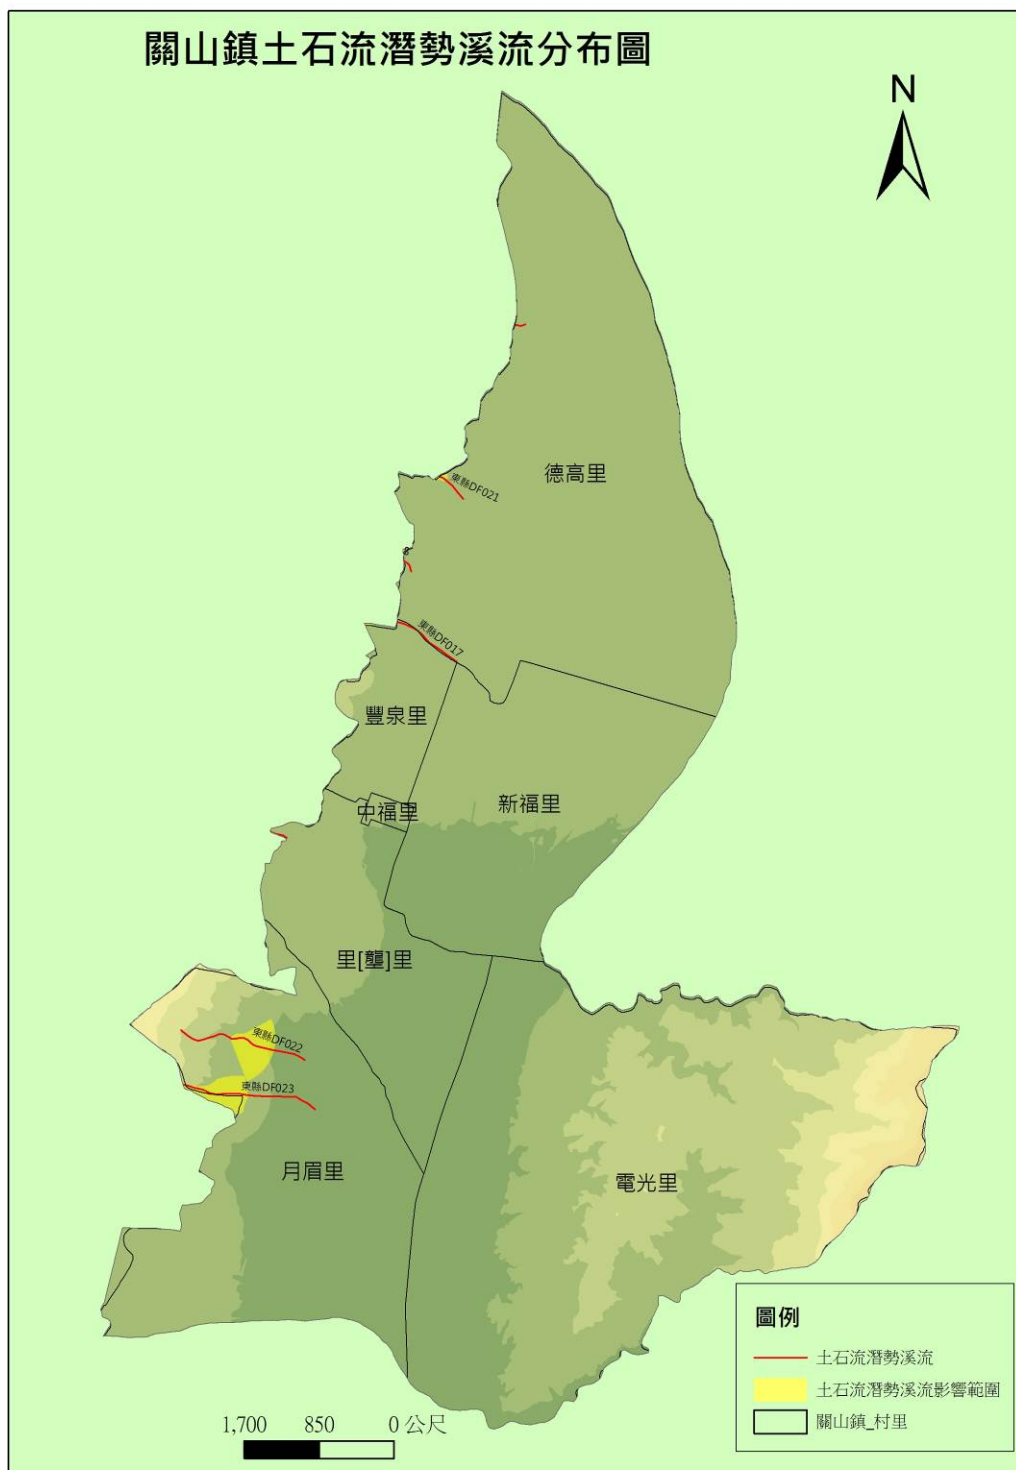 關山鎮土石流潛勢溪流分布圖
N
德高里
東縣DF021
東縣DF017
豐泉里
中福里
新福里
里[壟]里
東縣DF022
東縣DF023
月眉里
電光里
圖例
土石流潛勢溪流
土石流潛勢溪流影響範圍
關山鎮_村里
1,700 850 0 公尺